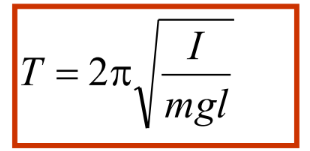 T = 2π√(I/mgl)